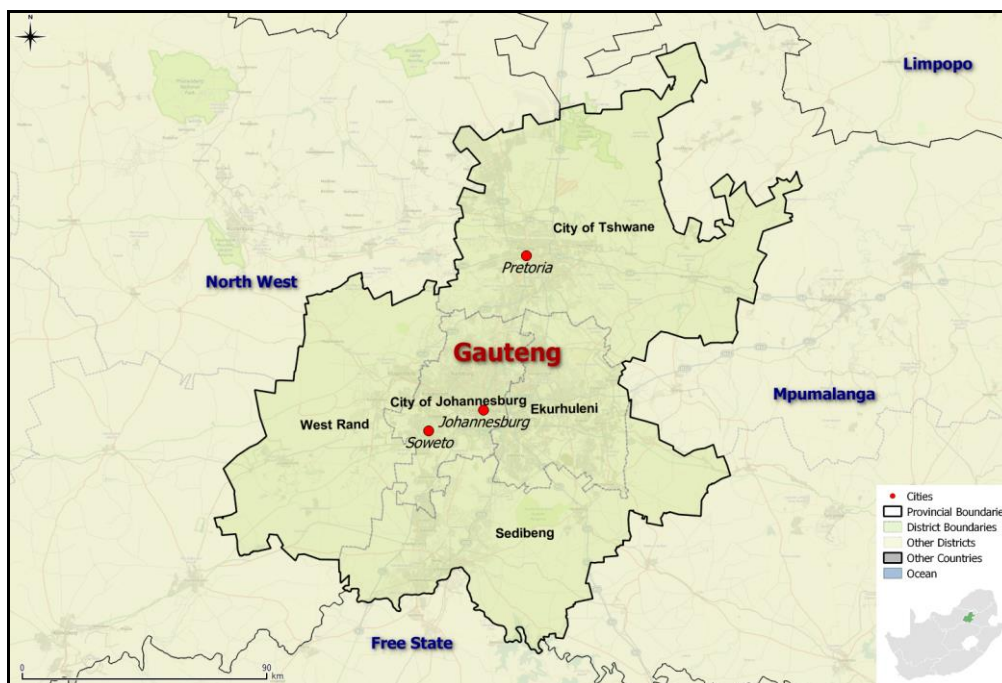 N
Limpopo
City of Tshwane
Pretoria
North West
Gauteng
Mpumalanga
City of Johannesburg
Ekurhuleni
West Rand
Johannesburg
Soweto
Sedibeng
Free State
Cities
Provincial Boundarie
District Boundaries
Other Districts
Other Countries
Ocean
0
90
km